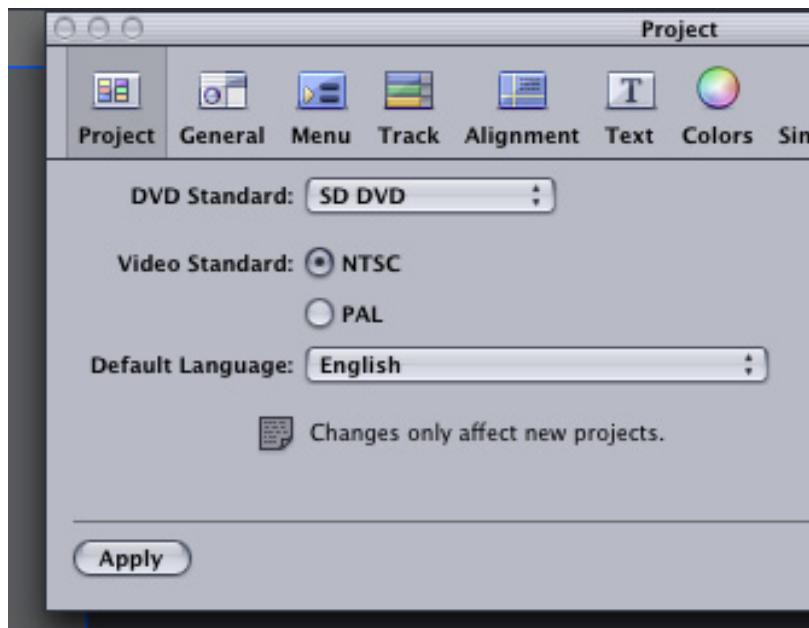 Project
Project General Menu Track Alignment Text Colors Sim
DVD Standard: SD DVD
Video Standard: NTSC
PAL
Default Language: English
Changes only affect new projects.
Apply